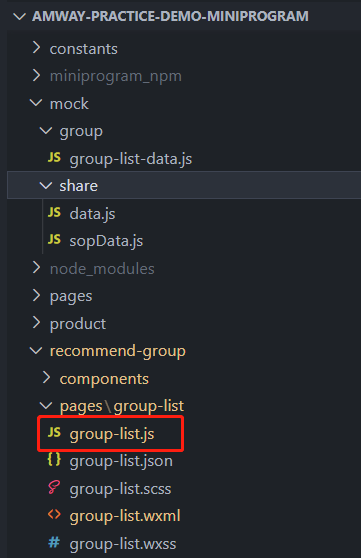 AMWAY-PRACTICE-DEMO-MINIPROGRAM
constants
miniprogram_npm
mock
group
JS group-list-data.js
share
JS data.js
JS sopData.js
node_modules
pages
product
recommend-group
components
pages\group-list
JS group-list.js
{} group-list.json
group-list.scss
<> group-list.wxml
group-list.wxss